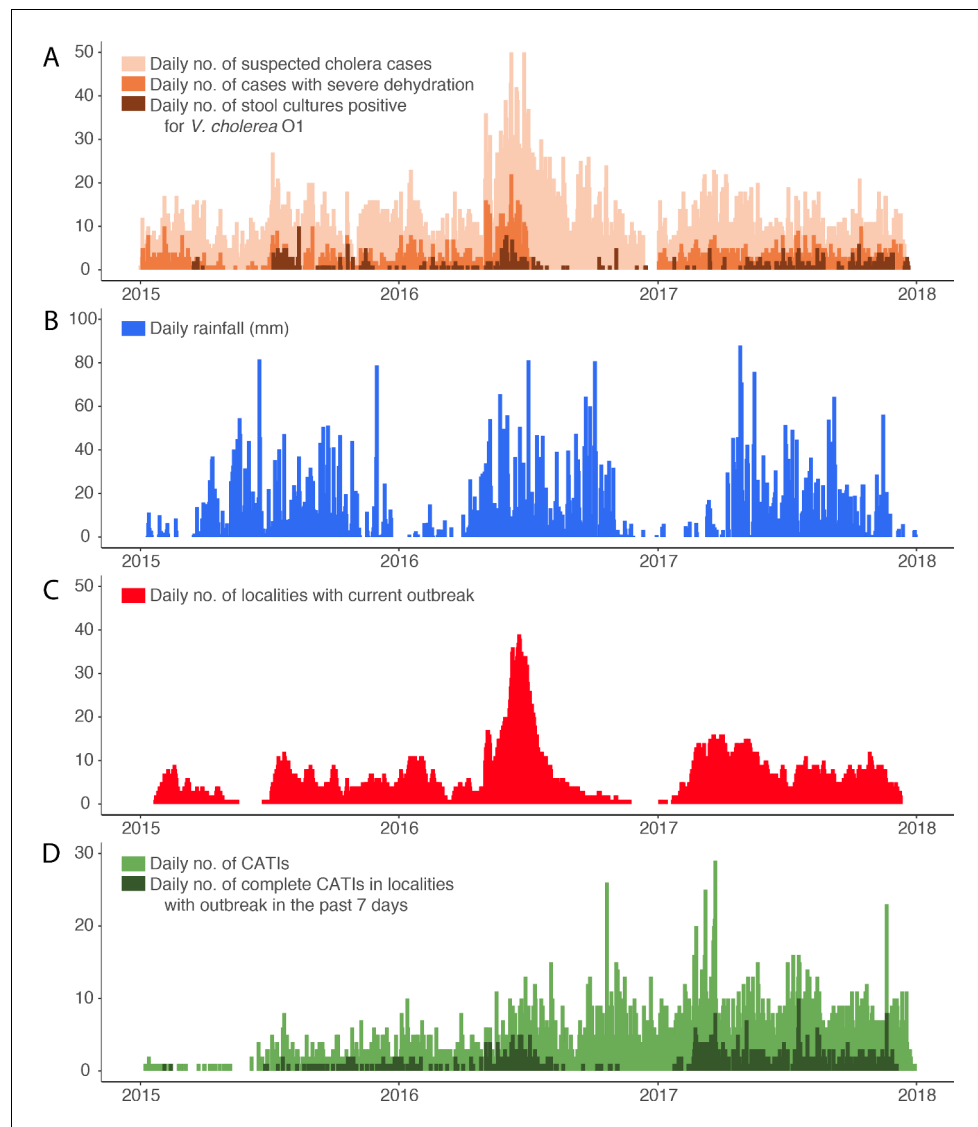 A
50
40
30
20
10
0
Daily no. of suspected cholera cases
Daily no. of cases with severe dehydration
Daily no. of stool cultures positive
for V. cholerea O1
2015 2016 2017 2018
B
100
80
60
40
20
0
Daily rainfall (mm)
2015 2016 2017 2018
C
50
40
30
20
10
0
Daily no. of localities with current outbreak
2015 2016 2017 2018
D
30
20
10
0
Daily no. of CATIs
Daily no. of complete CATIs in localities
with outbreak in the past 7 days
2015 2016 2017 2018